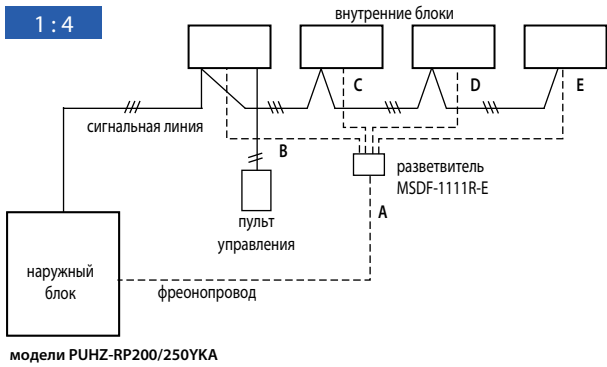 1 : 4
внутренние блоки
C
D
E
сигнальная линия
B
разветвитель
MSDF-1111R-E
A
пульт
управления
наружный
блок
фреонопровод
модели PUHZ-RP200/250YKA